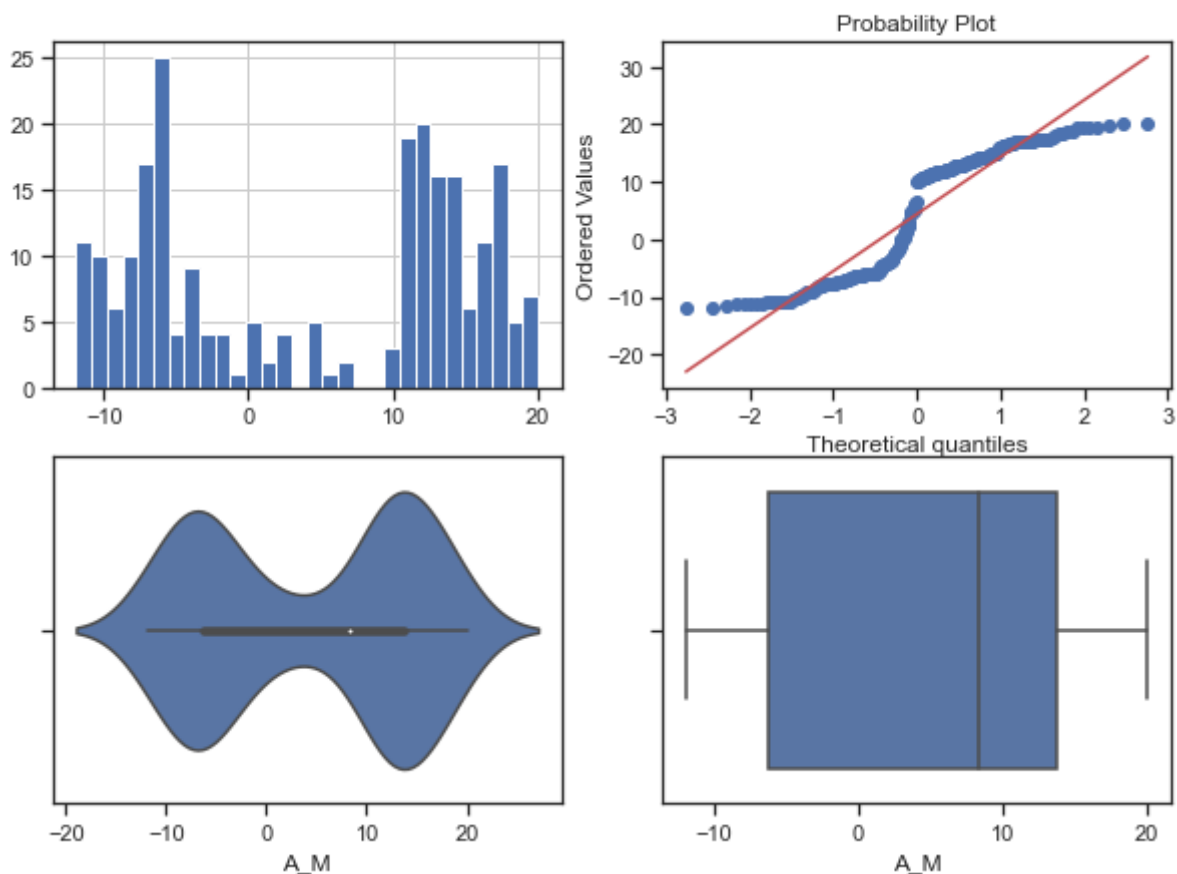 Probability Plot
25
20
15
10
5
0
−10 0 10 20
Ordered Values
30
20
10
0
−10
−20
−3 −2 −1 0 1 2 3
Theoretical quantiles
−20 −10 0 10 20
A_M
−10 0 10 20
A_M